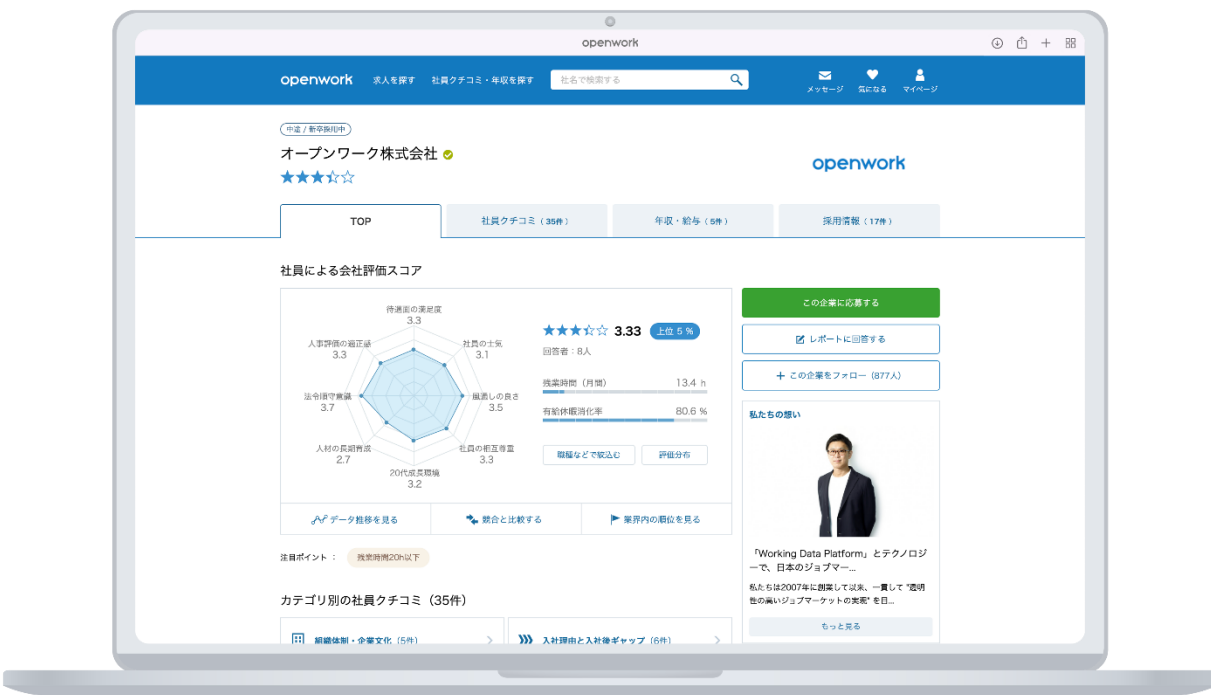 openwork
openwork
求人を探す
社員クチコミ・年収を探す
社名で検索する
メッセージ
気になる
マイページ
中途 / 新卒採用中
オープンワーク株式会社
openwork
TOP
社員クチコミ（35件）
年収・給与（5件）
採用情報（17件）
社員による会社評価スコア
待遇面の満足度
3.3
人事評価の適正感
3.3
社員の士気
3.1
法令順守意識
3.7
風通しの良さ
3.5
人材の長期育成
2.7
社員の相互尊重
3.3
20代成長環境
3.2
3.33
上位 5 %
回答者：8人
残業時間（月間）
13.4 h
有給休暇消化率
80.6 %
職種などで絞込む
評価分布
データ推移を見る
競合と比較する
業界内の順位を見る
注目ポイント ：
残業時間20h以下
カテゴリ別の社員クチコミ（35件）
組織体制・企業文化（5件）
入社理由と入社後ギャップ（6件）
この企業に応募する
レポートに回答する
この企業をフォロー（877人）
私たちの想い
「Working Data Platform」とテクノロジ
ーで、日本のジョブマー...
私たちは2007年に創業して以来、一貫して "透明
性の高いジョブマーケットの実現" を目...
もっと見る